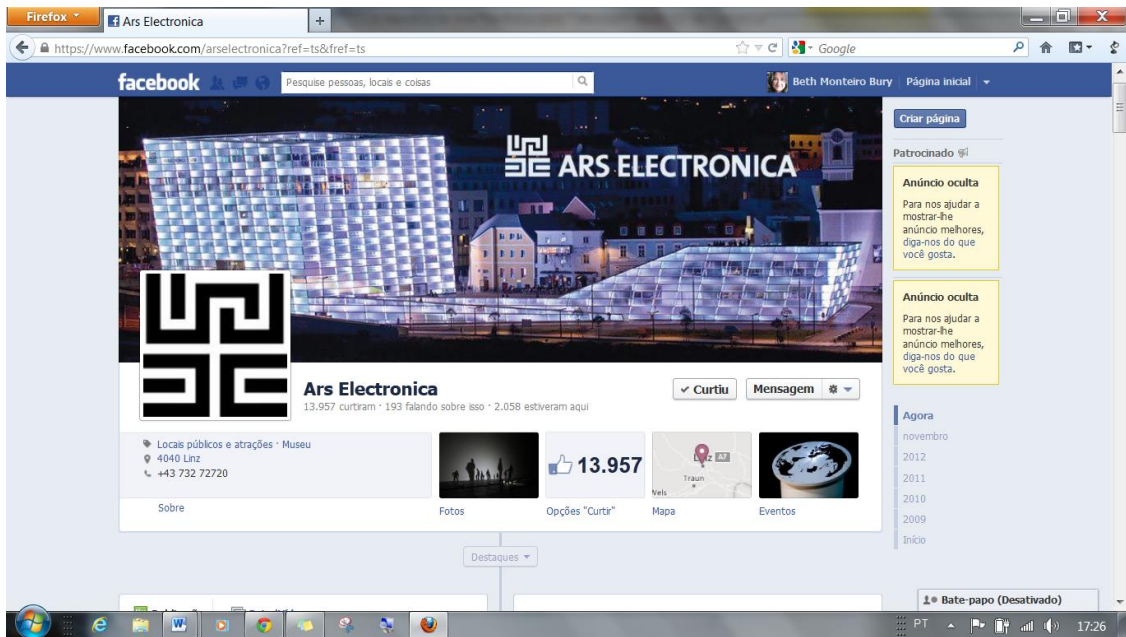 Firefox
Ars Electronica
https://www.facebook.com/arselectronica?ref=ts&fref=ts
Google
facebook
Pesquise pessoas, locais e coisas
Beth Monteiro Bury
Página inicial
Criar página
ARS ELECTRONICA
Patrocinado
Anúncio oculta
Para nos ajudar a
mostrar-lhe
anúncio melhores,
diga-nos do que
você gosta.
Anúncio oculta
Para nos ajudar a
mostrar-lhe
anúncio melhores,
diga-nos do que
você gosta.
Ars Electronica
13.957 curtiram · 193 falando sobre isso · 2.058 estiveram aqui
Curtiu
Mensagem
Locais públicos e atrações · Museu
4040 Linz
+43 732 72720
Sobre
Fotos
13.957
Opções "Curtir"
Linz
A7
Traun
Wels
Mapa
Eventos
Agora
novembro
2012
2011
2010
2009
Início
Destaques
Bate-papo (Desativado)
PT
17:26